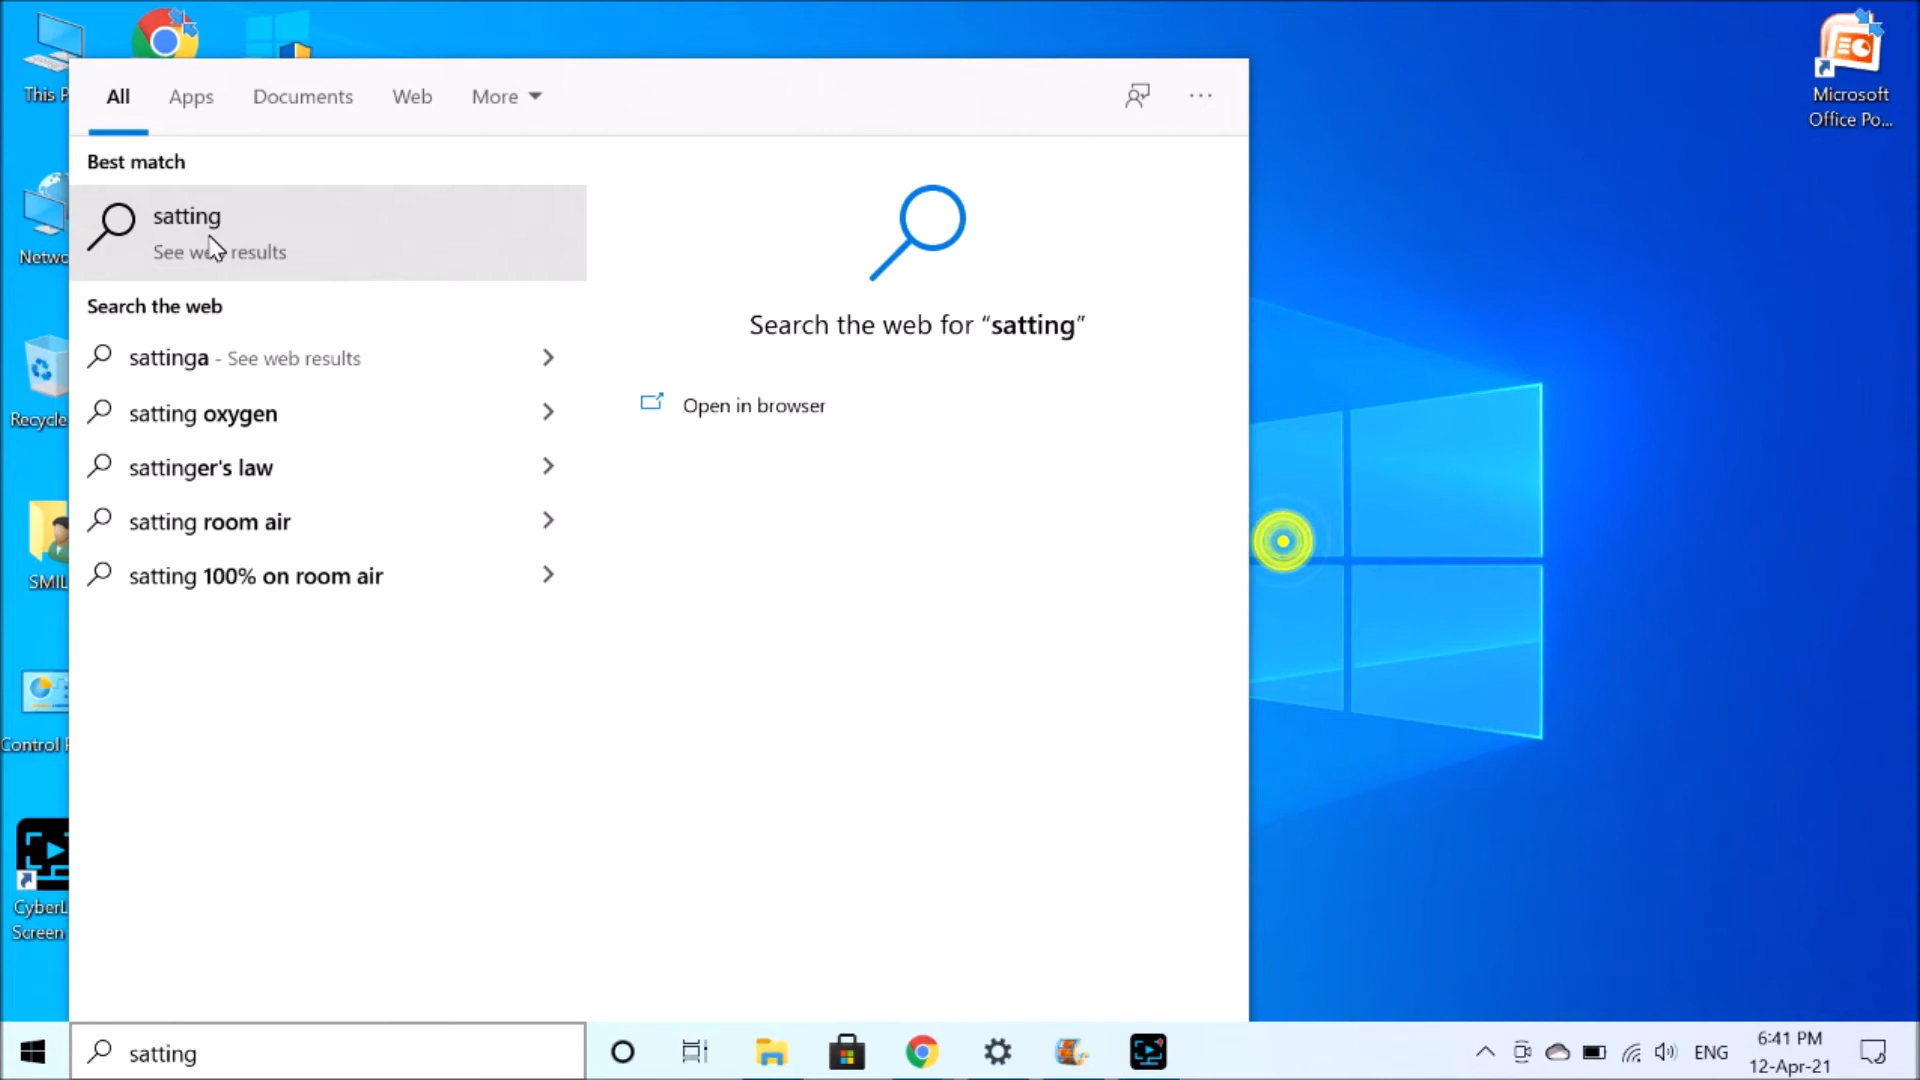 This P
Netwo
Recycle
SMIL
Control P
CyberL
Screen
All Apps Documents Web More
Best match
satting
See web results
Search the web
sattinga - See web results
satting oxygen
sattinger's law
satting room air
satting 100% on room air
Search the web for “satting”
Open in browser
Microsoft
Office Po...
satting
ENG
6:41 PM
12-Apr-21